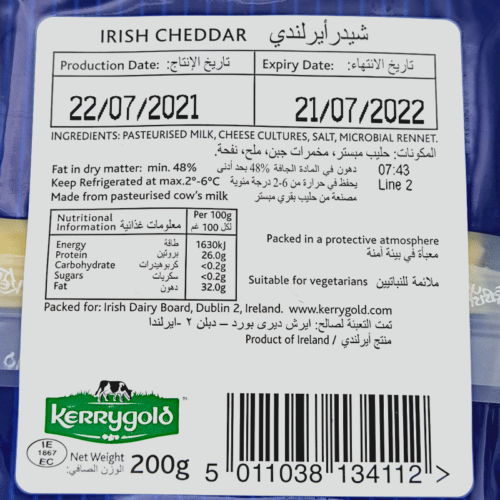 IRISH CHEDDAR شيدر أيرلندي
Production Date: تاريخ الإنتاج:
Expiry Date: تاريخ الانتهاء:
22/07/2021
21/07/2022
INGREDIENTS: PASTEURISED MILK, CHEESE CULTURES, SALT, MICROBIAL RENNET.
المكونات: حليب مبستر، مخمرات جبن، ملح، نفحة.
Fat in dry matter: min. 48% دهون في المادة الجافة 48% بحد أدنى 07:43
Keep Refrigerated at max.2°-6°C يحفظ في حرارة من 2-6 درجة مئوية Line 2
Made from pasteurised cow's milk مصنعة من حليب بقري مبستر
Nutritional Information معلومات غذائية
Per 100g
لكل 100 غم
Energy طاقة 1630kJ
Protein بروتين 26.0g
Carbohydrate كربوهيدرات <0.2g
Sugars سكريات <0.2g
Fat دهون 32.0g
Packed in a protective atmosphere
معبأة في بيئة آمنة
Suitable for vegetarians ملائمة للنباتيين
Packed for: Irish Dairy Board, Dublin 2, Ireland. www.kerrygold.com
تمت التعبئة لصالح: ايرش ديرى بورد – دبلن ٢ -ايرلندا
Product of Ireland / منتج أيرلندي
Kerrygold
IE
1867
EC
Net Weight
الوزن الصافي:
200g
5 011038 134112 >